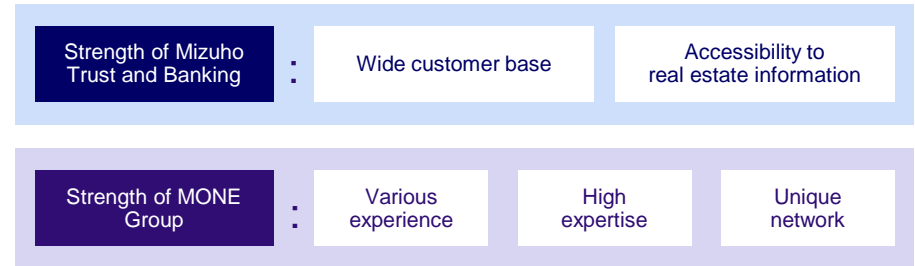 Strength of Mizuho
Trust and Banking
:
Wide customer base
Accessibility to
real estate information
Strength of MONE
Group
:
Various
experience
High
expertise
Unique
network